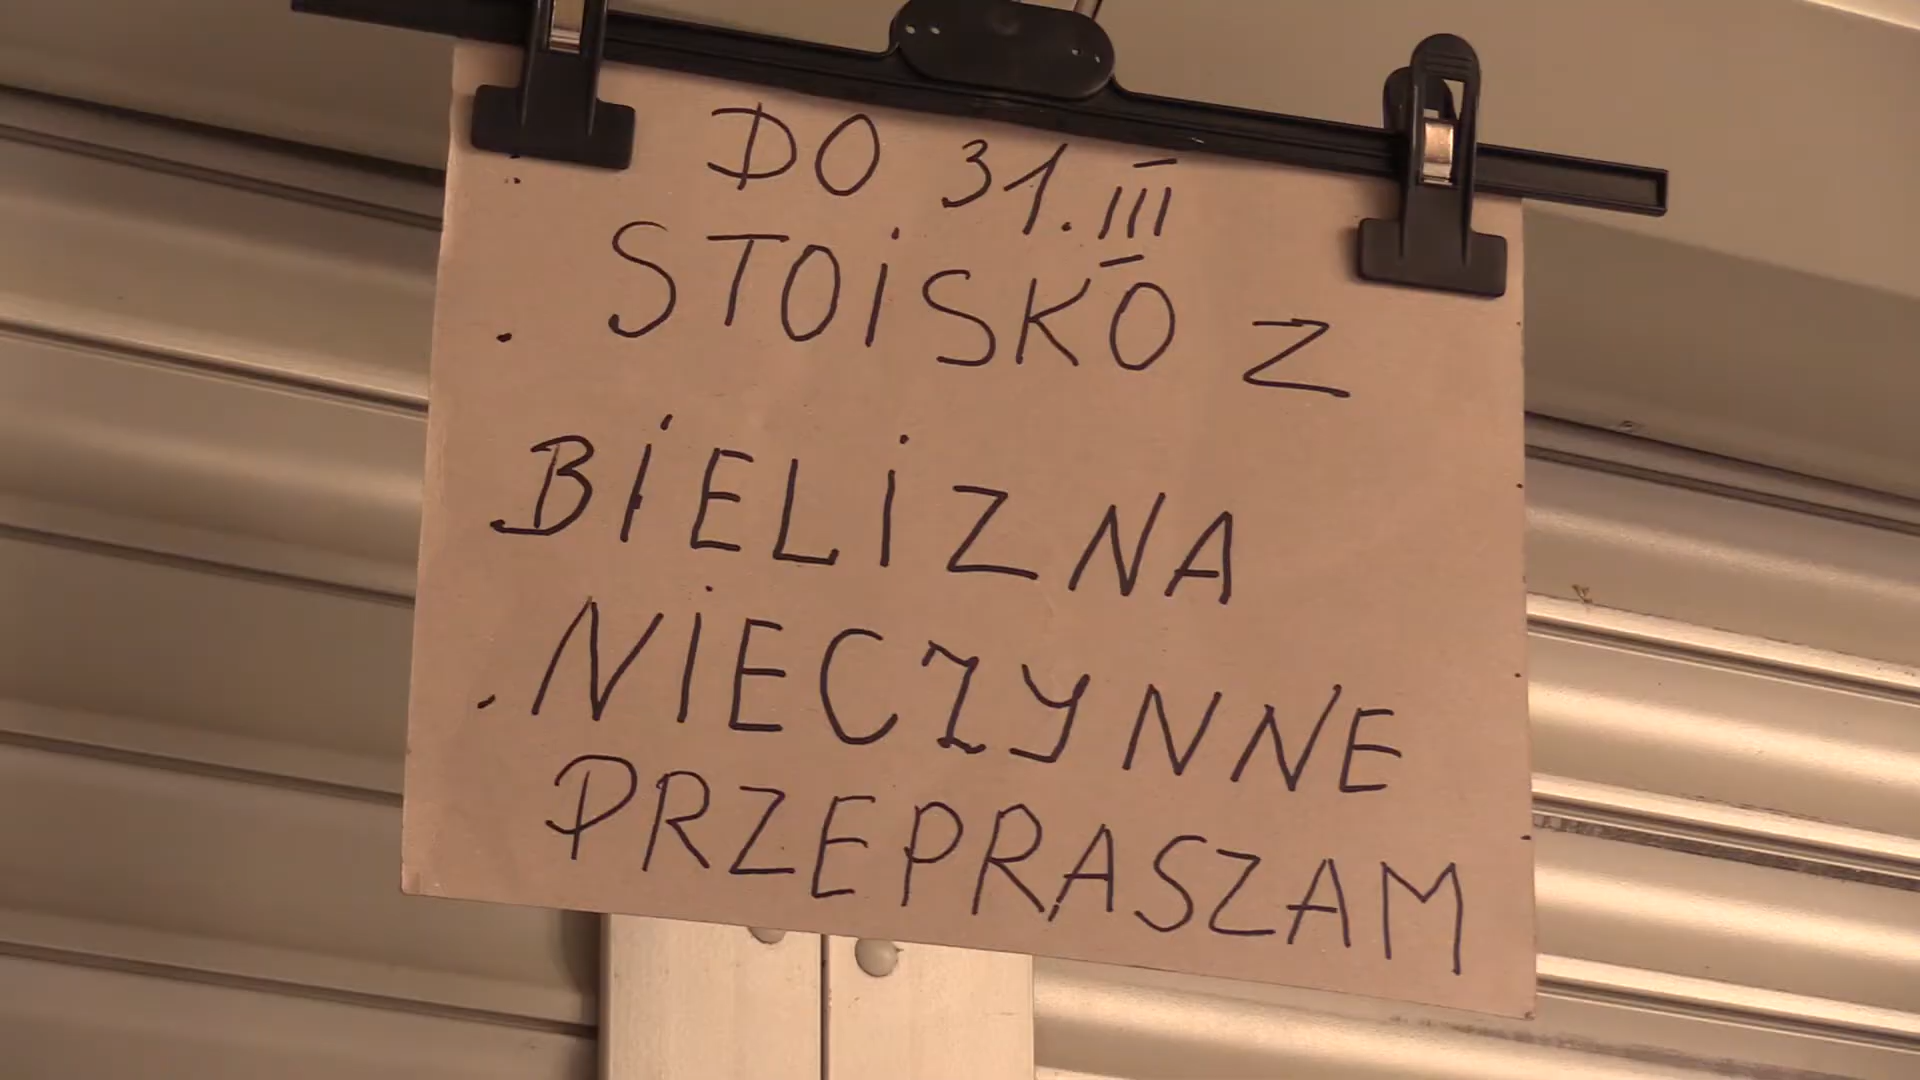 DO 31.III
STOISKO Z
BIELIZNA
NIECZYNNE
PRZEPRASZAM